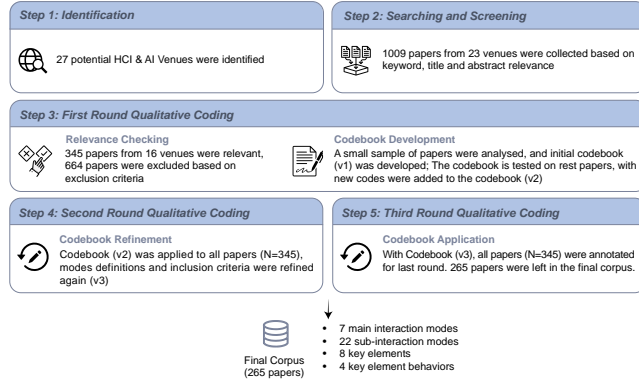 Step 1: Identification
27 potential HCI & AI Venues were identified
Step 2: Searching and Screening
1009 papers from 23 venues were collected based on
keyword, title and abstract relevance
Step 3: First Round Qualitative Coding
Relevance Checking
345 papers from 16 venues were relevant,
664 papers were excluded based on
exclusion criteria
Codebook Development
A small sample of papers were analysed, and initial codebook
(v1) was developed; The codebook is tested on rest papers, with
new codes were added to the codebook (v2)
Step 4: Second Round Qualitative Coding
Codebook Refinement
Codebook (v2) was applied to all papers (N=345),
modes definitions and inclusion criteria were refined
again (v3)
Step 5: Third Round Qualitative Coding
Codebook Application
With Codebook (v3), all papers (N=345) were annotated
for last round. 265 papers were left in the final corpus.
Final Corpus
(265 papers)
• 7 main interaction modes
• 22 sub-interaction modes
• 8 key elements
• 4 key element behaviors